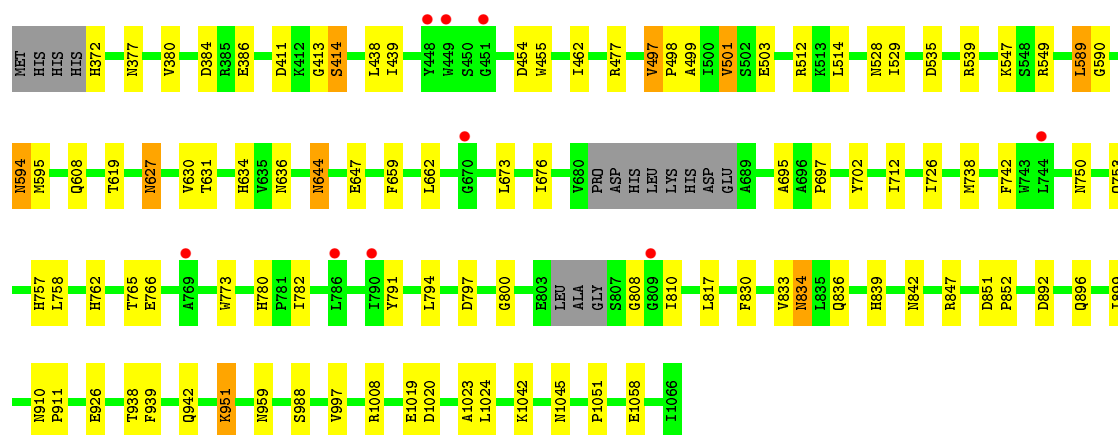 MET HIS HIS HIS H372 N377 V380 D384 R385 E386 D411 K412 G413 S414 L438 I439 Y448 W449 S450 G451 D454 W455 I462 R477 V497 P498 A499 I500 V501 S502 E503 R512 K513 L514 N528 I529 D535 R539 K547 S548 R549 L589 G590
N594 M595 Q608 T619 N627 V630 T631 H634 V635 N636 N644 E647 F659 L662 G670 L673 I676 V680 PRO ASP HIS LEU LYS HIS ASP GLU A689 A695 A696 P697 Y702 I712 I726 M738 F742 W743 L744 N750
H757 L758 H762 T765 E766 A769 W773 H780 P781 I782 L786 I790 Y791 L794 D797 G800 E803 LEU ALA GLY S807 G808 G809 I810 L817 F830 V833 N834 L835 Q836 H839 N842 R847 D851 P852 D892 Q896
N910 P911 E926 T938 F939 Q942 K951 N959 S988 V997 R1008 E1019 D1020 A1023 L1024 K1042 N1045 P1051 E1058 I1066